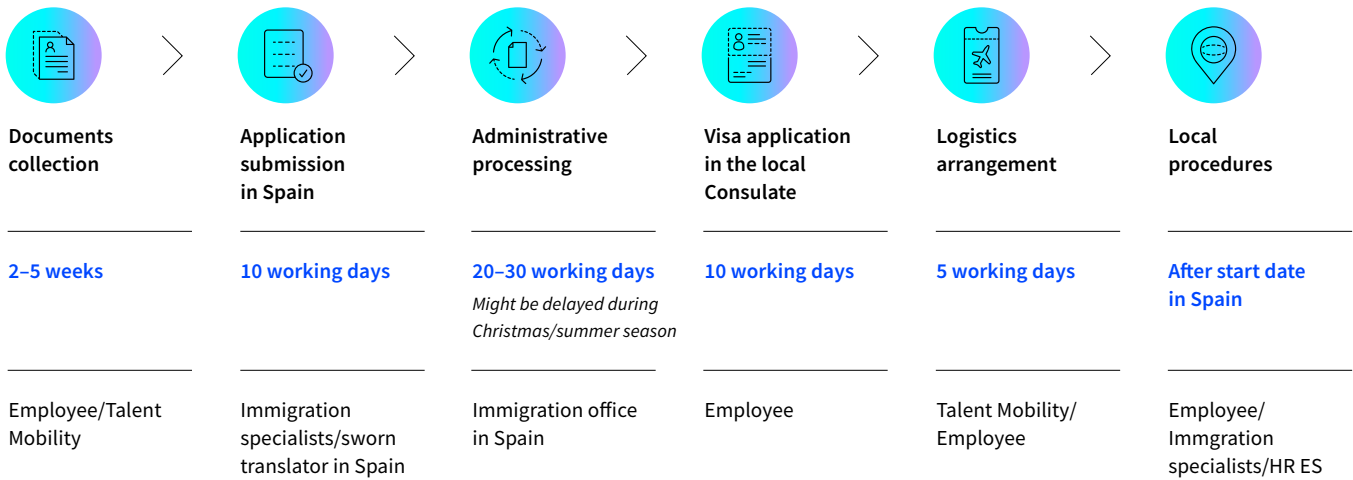 Documents
collection
Application
submission
in Spain
Administrative
processing
Visa application
in the local
Consulate
Logistics
arrangement
Local
procedures
2–5 weeks
10 working days
20–30 working days
Might be delayed during
Christmas/summer season
10 working days
5 working days
After start date
in Spain
Employee/Talent
Mobility
Immigration
specialists/sworn
translator in Spain
Immigration office
in Spain
Employee
Talent Mobility/
Employee
Employee/
Immgration
specialists/HR ES